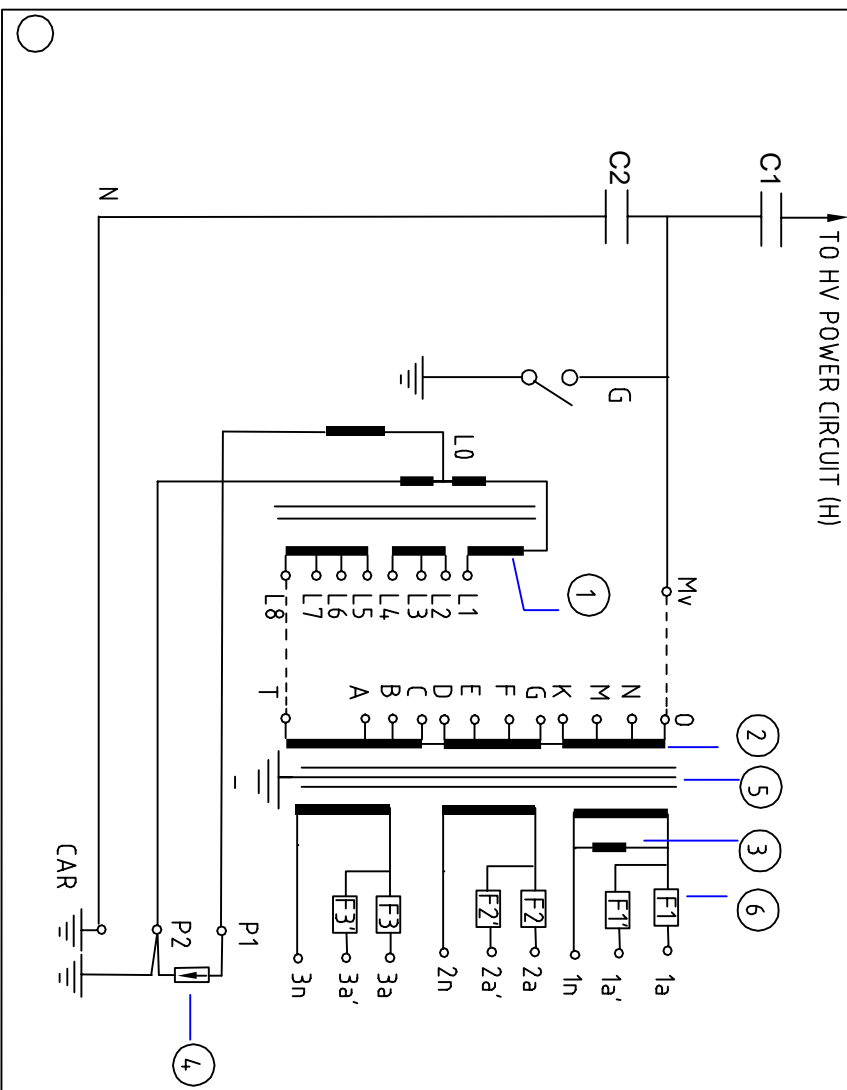 TO HV POWER CIRCUIT (H)
C1
C2
N
G
Mv
L0
L1
L2
L3
L4
L5
L6
L7
L8
1
O
N
M
K
G
F
E
D
C
B
A
T
2
5
3
6
F1
F1'
F2
F2'
F3
F3'
1a
1a'
1n
2a
2a'
2n
3a
3a'
3n
P1
P2
CAR
4